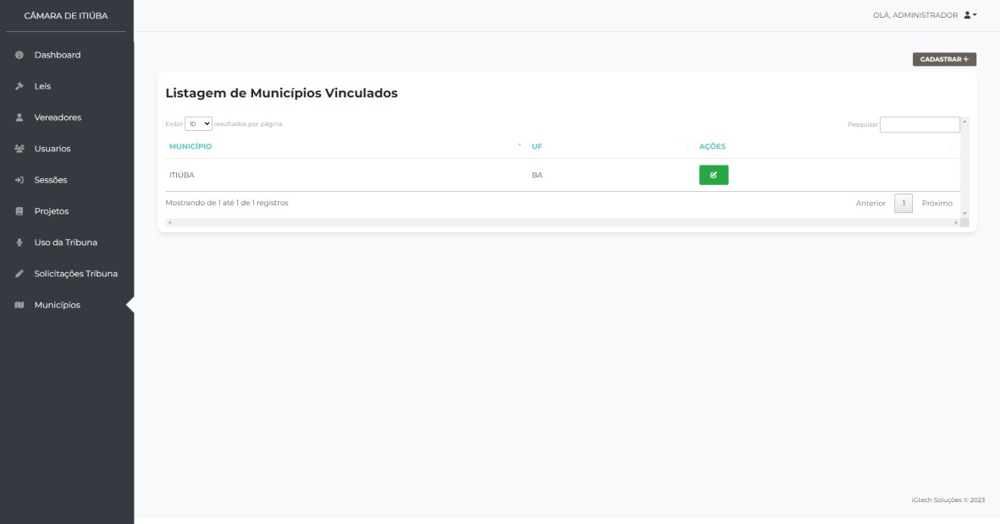 CÂMARA DE ITIÚBA
OLÁ, ADMINISTRADOR
Dashboard
Leis
Vereadores
Usuarios
Sessões
Projetos
Uso da Tribuna
Solicitações Tribuna
Municípios
CADASTRAR +
Listagem de Municípios Vinculados
Exibir 10 resultados por página
Pesquisar
MUNICÍPIO UF AÇÕES
ITIÚBA BA
Mostrando de 1 até 1 de 1 registros
Anterior 1 Próximo
iGtech Soluções © 2023